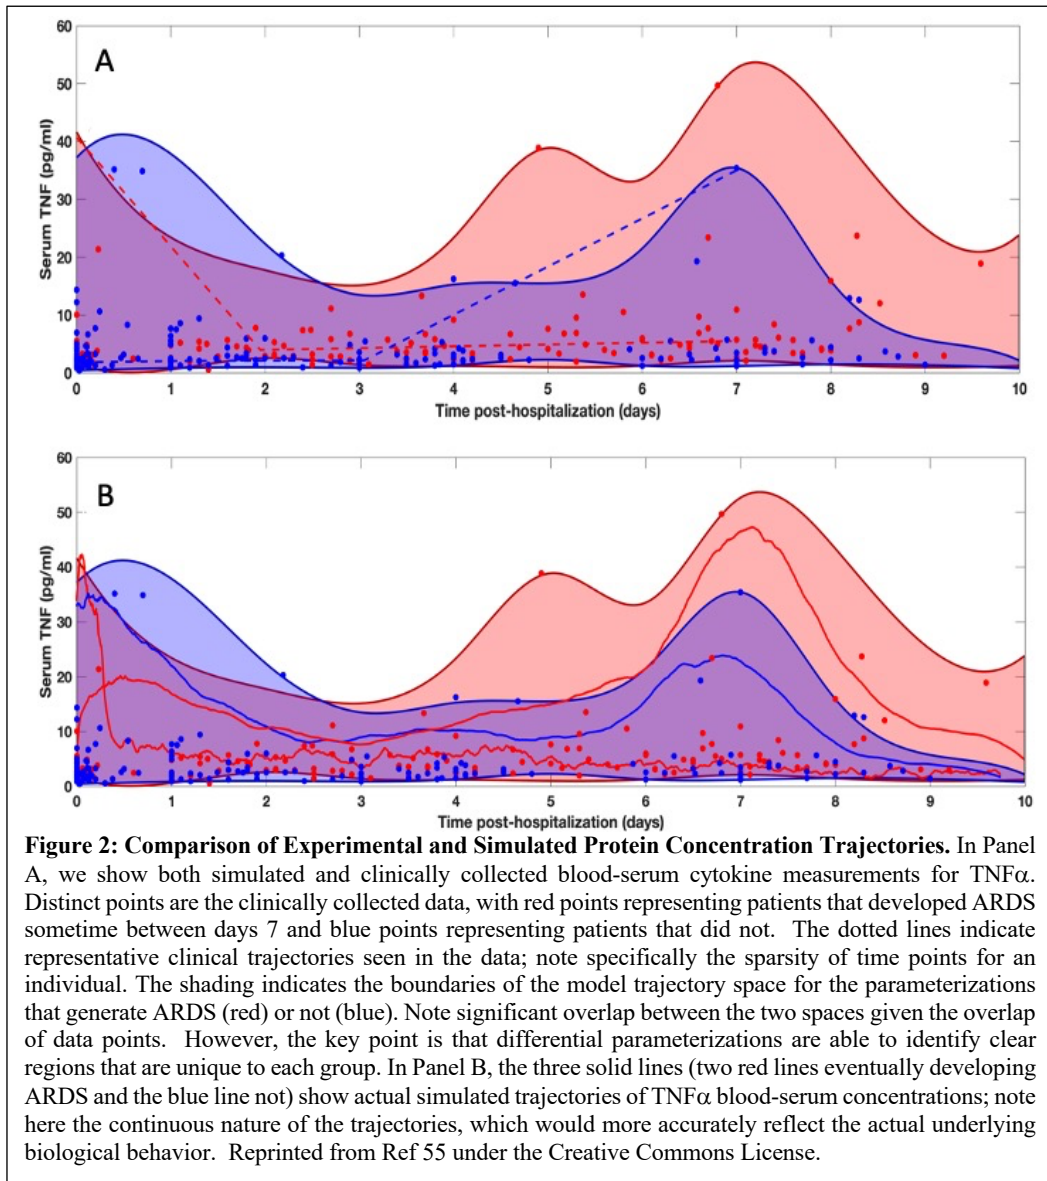 60
50
40
30
20
10
0
A
Serum TNF (pg/ml)
0 1 2 3 4 5 6 7 8 9 10
Time post-hospitalization (days)
60
50
40
30
20
10
0
B
Serum TNF (pg/ml)
0 1 2 3 4 5 6 7 8 9 10
Time post-hospitalization (days)
Figure 2: Comparison of Experimental and Simulated Protein Concentration Trajectories. In Panel
A, we show both simulated and clinically collected blood-serum cytokine measurements for TNFα.
Distinct points are the clinically collected data, with red points representing patients that developed ARDS
sometime between days 7 and blue points representing patients that did not. The dotted lines indicate
representative clinical trajectories seen in the data; note specifically the sparsity of time points for an
individual. The shading indicates the boundaries of the model trajectory space for the parameterizations
that generate ARDS (red) or not (blue). Note significant overlap between the two spaces given the overlap
of data points. However, the key point is that differential parameterizations are able to identify clear
regions that are unique to each group. In Panel B, the three solid lines (two red lines eventually developing
ARDS and the blue line not) show actual simulated trajectories of TNFα blood-serum concentrations; note
here the continuous nature of the trajectories, which would more accurately reflect the actual underlying
biological behavior. Reprinted from Ref 55 under the Creative Commons License.